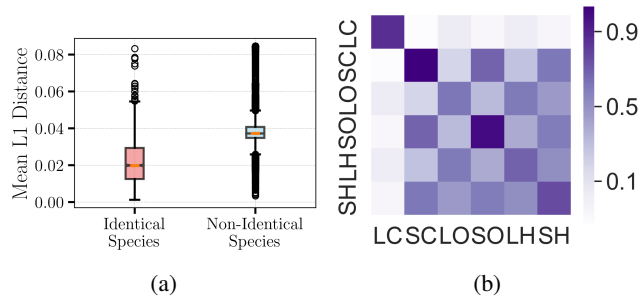 0.08
0.06
0.04
0.02
0.00
Mean L1 Distance
Identical
Species
Non-Identical
Species
(a)
SHLHSOLOSCLC
LCSCLOSOLHSH
0.9
0.5
0.1
(b)